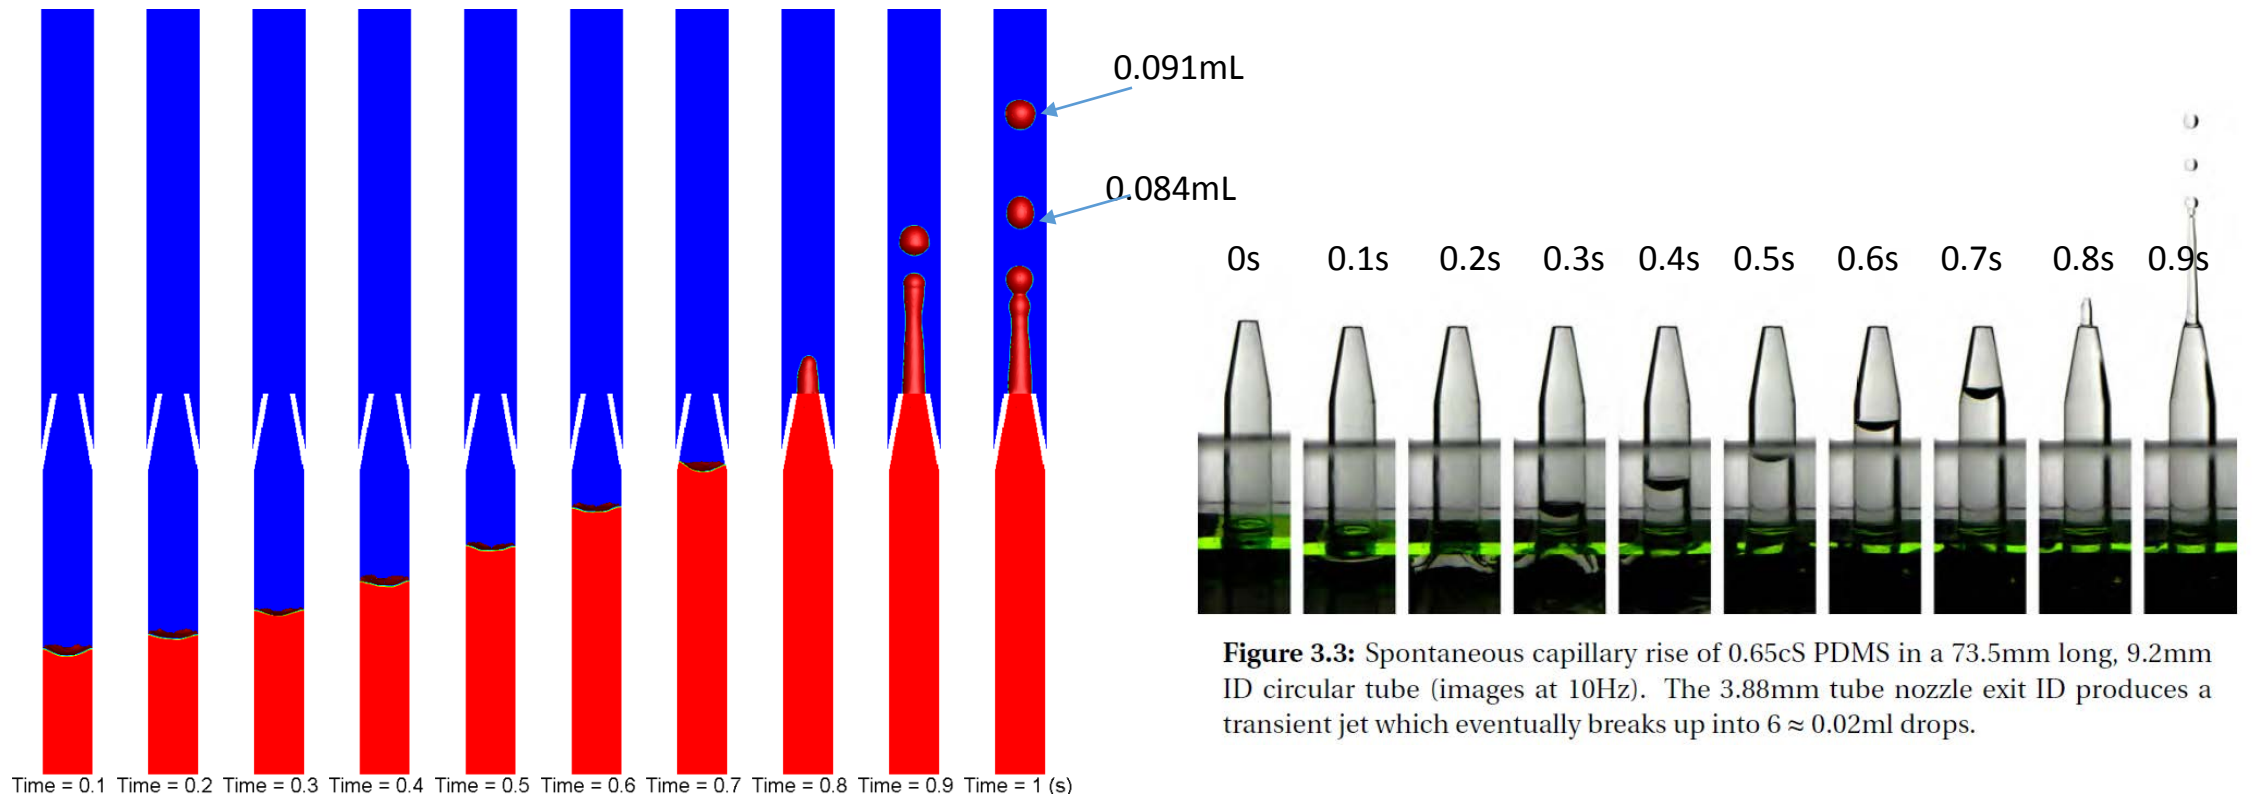 0.091mL
0.084mL
0s 0.1s 0.2s 0.3s 0.4s 0.5s 0.6s 0.7s 0.8s 0.9s
Figure 3.3: Spontaneous capillary rise of 0.65cS PDMS in a 73.5mm long, 9.2mm
ID circular tube (images at 10Hz). The 3.88mm tube nozzle exit ID produces a
transient jet which eventually breaks up into 6 ≈ 0.02ml drops.
Time = 0.1 Time = 0.2 Time = 0.3 Time = 0.4 Time = 0.5 Time = 0.6 Time = 0.7 Time = 0.8 Time = 0.9 Time = 1 (s)